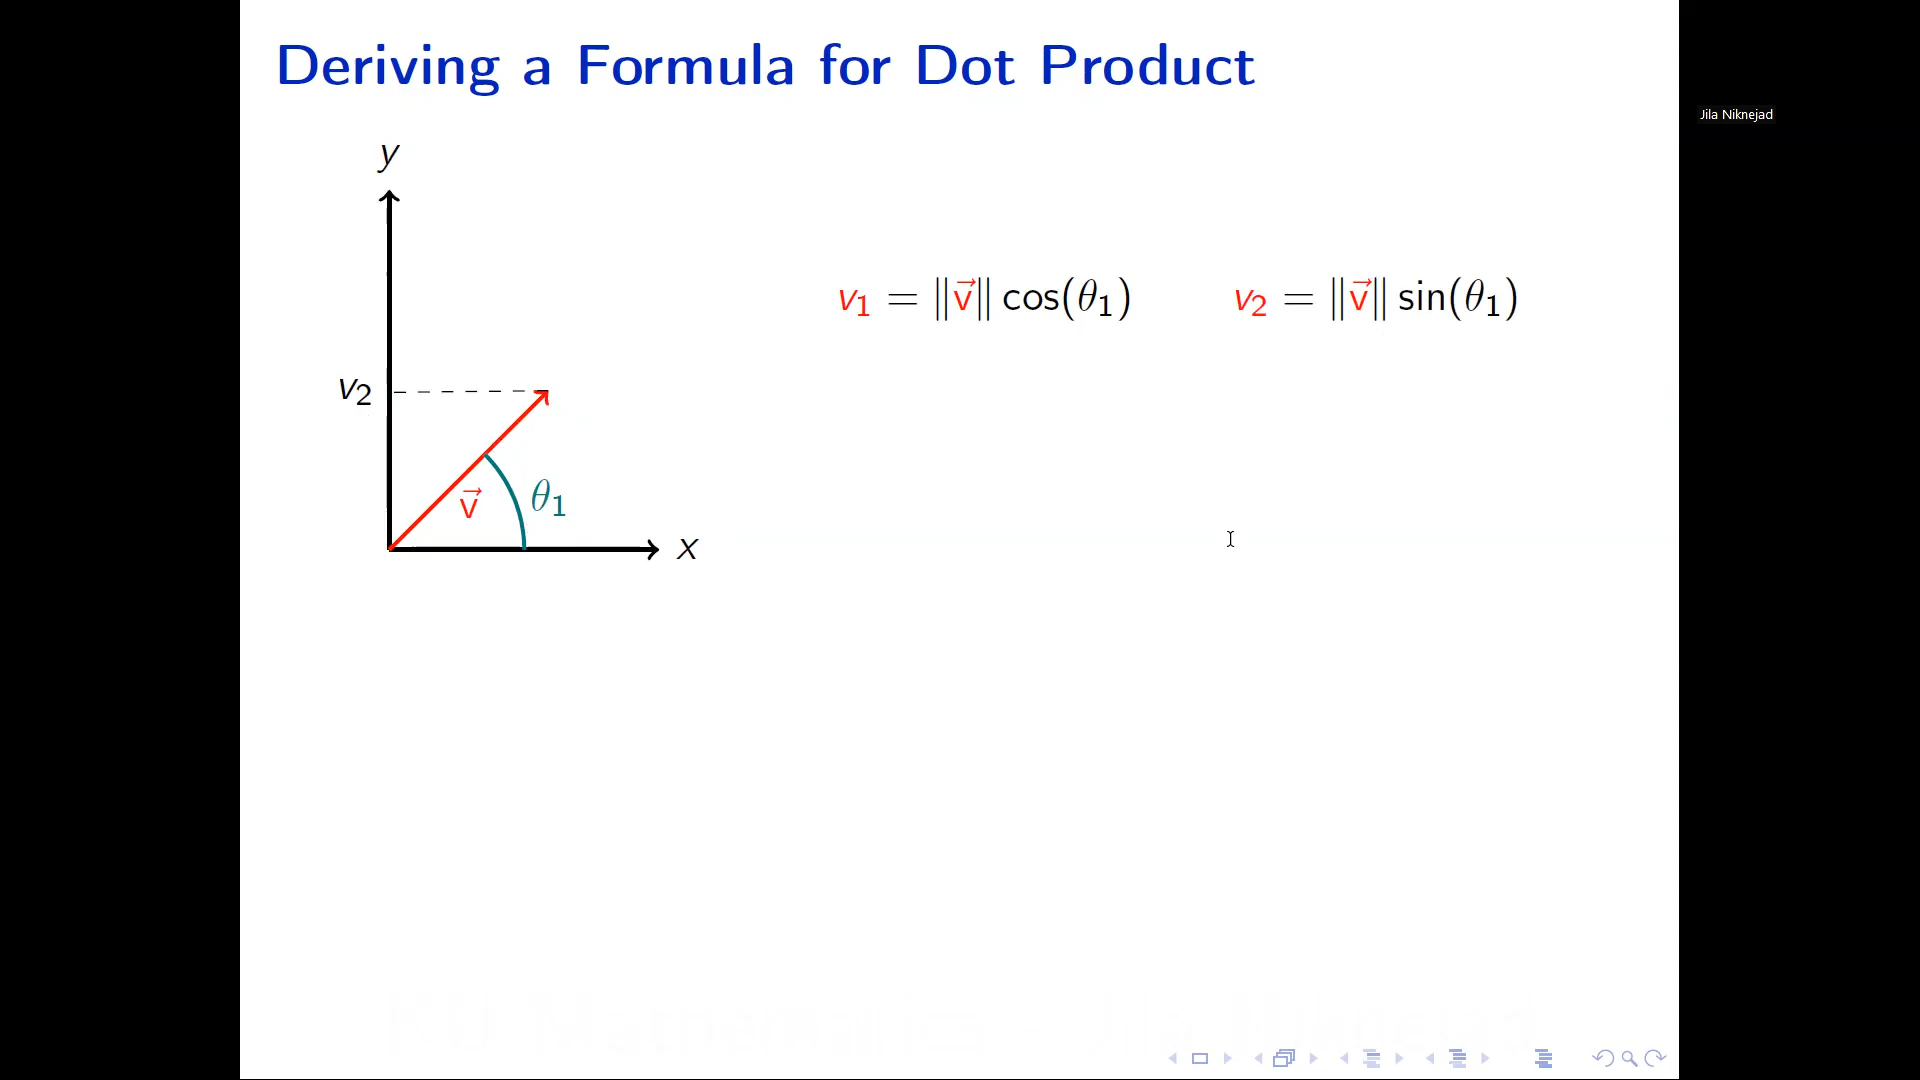 Deriving a Formula for Dot Product
Jila Niknejad
y
v₁ = ‖v⃗‖ cos(θ₁) v₂ = ‖v⃗‖ sin(θ₁)
v₂
θ₁
v⃗
x